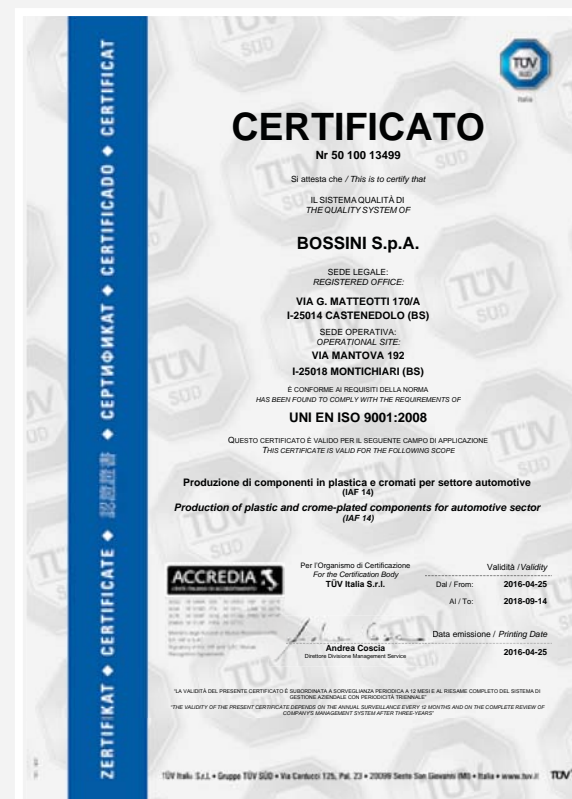 ZERTIFIKAT ◆ CERTIFICATE ◆ 認證證書 ◆ СЕРТИФИКАТ ◆ CERTIFICADO ◆ CERTIFICAT
TÜV
SÜD
Italia
CERTIFICATO
Nr 50 100 13499
Si attesta che / This is to certify that
IL SISTEMA QUALITÀ DI
THE QUALITY SYSTEM OF
BOSSINI S.p.A.
SEDE LEGALE:
REGISTERED OFFICE:
VIA G. MATTEOTTI 170/A
I-25014 CASTENEDOLO (BS)
SEDE OPERATIVA:
OPERATIONAL SITE:
VIA MANTOVA 192
I-25018 MONTICHIARI (BS)
È CONFORME AI REQUISITI DELLA NORMA
HAS BEEN FOUND TO COMPLY WITH THE REQUIREMENTS OF
UNI EN ISO 9001:2008
QUESTO CERTIFICATO È VALIDO PER IL SEGUENTE CAMPO DI APPLICAZIONE
THIS CERTIFICATE IS VALID FOR THE FOLLOWING SCOPE
Produzione di componenti in plastica e cromati per settore automotive
(IAF 14)
Production of plastic and crome-plated components for automotive sector
(IAF 14)
ACCREDIA
Per l'Organismo di Certificazione
For the Certification Body
TÜV Italia S.r.l.
Validità / Validity
Dal / From: 2016-04-25
Al / To: 2018-09-14
Data emissione / Printing Date
2016-04-25
Andrea Coscia
Direttore Divisione Management Service
"LA VALIDITÀ DEL PRESENTE CERTIFICATO È SUBORDINATA A SORVEGLIANZA PERIODICA A 12 MESI E AL RIESAME COMPLETO DEL SISTEMA DI
GESTIONE AZIENDALE CON PERIODICITÀ TRIENNALE"
"THE VALIDITY OF THE PRESENT CERTIFICATE DEPENDS ON THE ANNUAL SURVEILLANCE EVERY 12 MONTHS AND ON THE COMPLETE REVIEW OF
COMPANY'S MANAGEMENT SYSTEM AFTER THREE-YEARS"
TÜV Italia S.r.l. • Gruppo TÜV SÜD • Via Carducci 125, Pal. 23 • 20099 Sesto San Giovanni (MI) • Italia • www.tuv.it TÜV